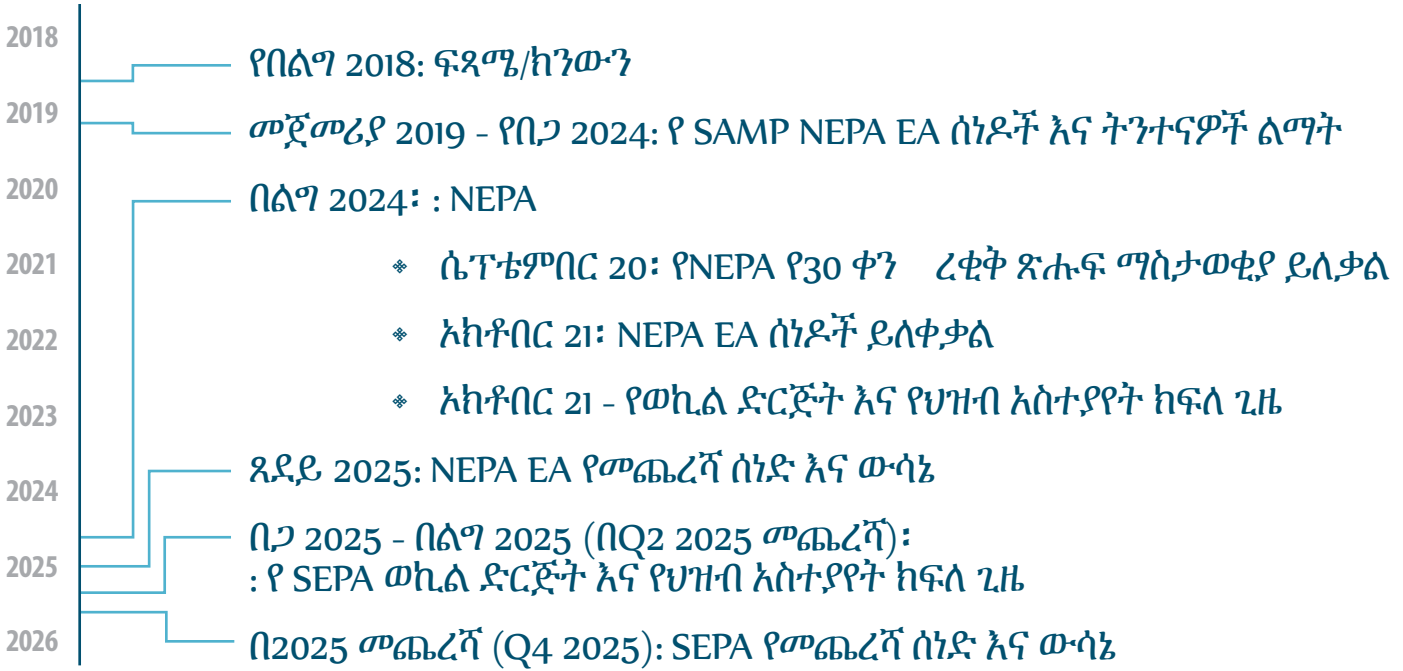 2018
የበልግ 2018: ፍጻሜ/ክንውን
2019
መጀመሪያ 2019 - የበጋ 2024: የ SAMP NEPA EA ሰነዶች እና ትንተናዎች ልማት
2020
በልግ 2024፡ : NEPA
2021
ሴፕቴምበር 20፡ የNEPA የ30 ቀን ረቂቅ ጽሑፍ ማስታወቂያ ይለቃል
2022
ኦክቶበር 21፡ NEPA EA ሰነዶች ይለቀቃል
2023
ኦክቶበር 21 - የወኪል ድርጅት እና የህዝብ አስተያየት ክፍለ ጊዜ
ጸደይ 2025: NEPA EA የመጨረሻ ሰነድ እና ውሳኔ
2024
በጋ 2025 - በልግ 2025 (በQ2 2025 መጨረሻ)፡
2025
: የ SEPA ወኪል ድርጅት እና የህዝብ አስተያየት ክፍለ ጊዜ
2026
በ2025 መጨረሻ (Q4 2025): SEPA የመጨረሻ ሰነድ እና ውሳኔ